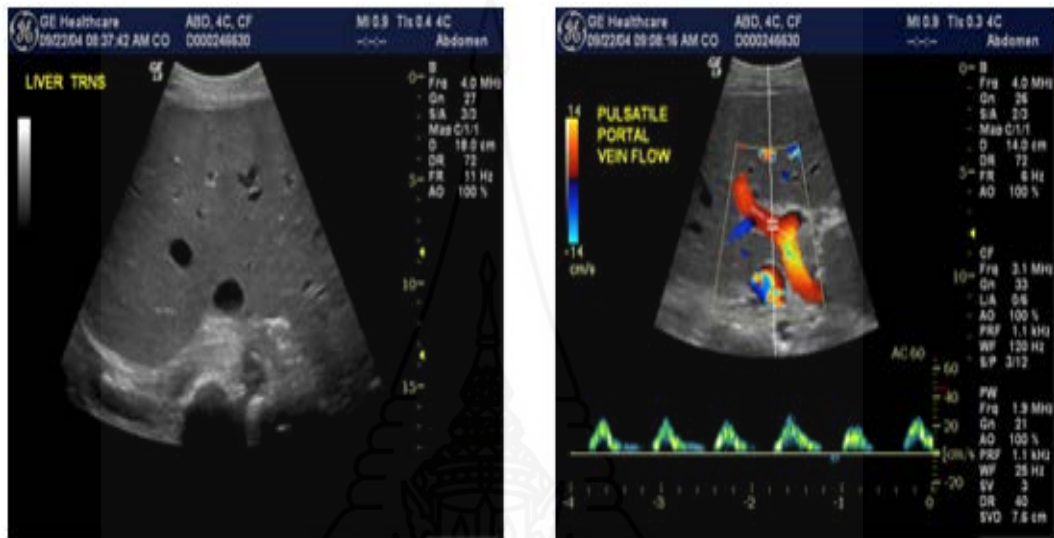 GE Healthcare ABD, 4C, CF MI 0.9 TIs 0.4 4C
09/22/04 08:37:42 AM CO D000246630 --:--:-- Abdomen
LIVER TRNS
0
5
10
15
B
Frq 4.0 MHz
Gn 27
S/A 3/3
Map C/1/1
D 18.0 cm
DR 72
FR 11 Hz
AO 100 %
GE Healthcare ABD, 4C, CF MI 0.9 TIs 0.3 4C
09/22/04 09:08:16 AM CO D000246630 --:--:-- Abdomen
PULSATILE
PORTAL
VEIN FLOW
14
-14
cm/s
0
5
10
B
Frq 4.0 MHz
Gn 26
S/A 2/3
Map C/1/1
D 14.0 cm
DR 72
FR 6 Hz
AO 100 %
CF
Frq 3.1 MHz
Gn 33
L/A 0/6
AO 100 %
PRF 1.1 kHz
WF 120 Hz
S/P 3/12
AC 60
60
40
20
[cm/s
-20
PW
Frq 1.9 MHz
Gn 21
AO 100 %
PRF 1.1 kHz
WF 25 Hz
SV 3
DR 40
SVD 7.6 cm
-4 -3 -2 -1 0